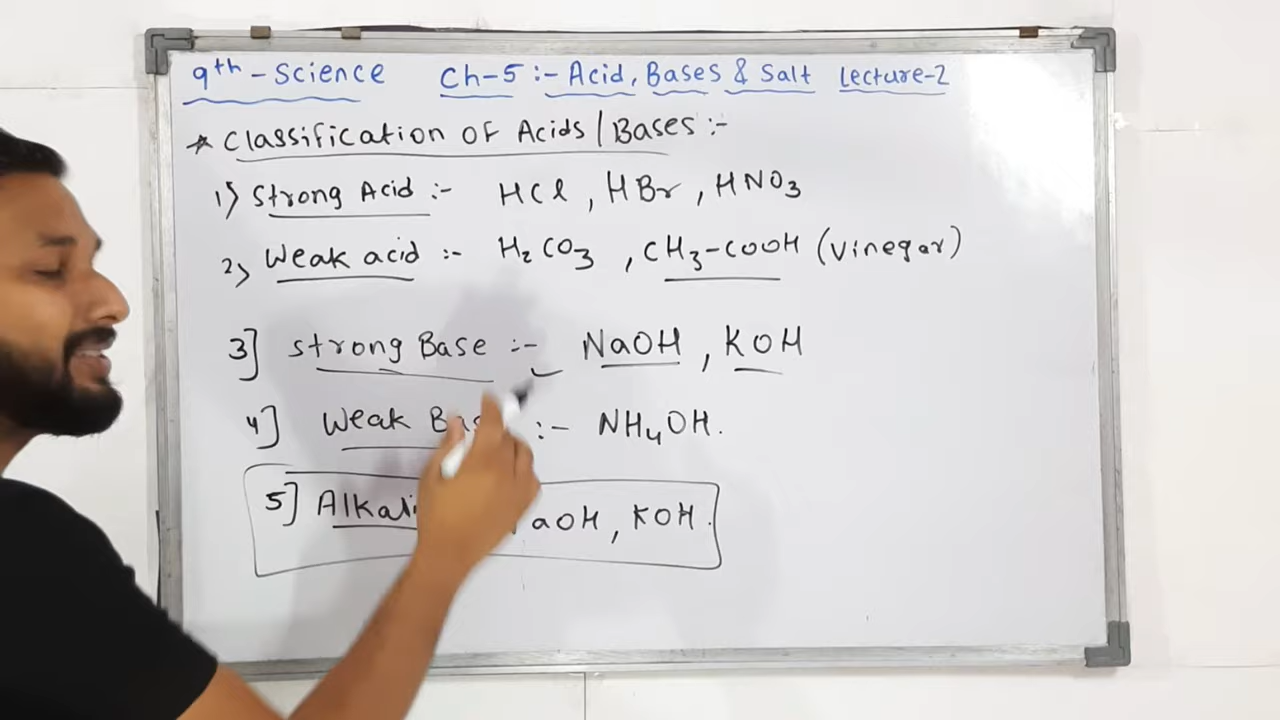 9th - Science Ch-5 :- Acid, Bases & Salt Lecture-2
* Classification of Acids / Bases :-
1) Strong Acid :- HCl, HBr, HNO3
2) Weak acid :- H2CO3, CH3-COOH (Vinegar)
3] Strong Base :- NaOH, KOH
4] Weak :- NH4OH.
5] aOH, KOH.